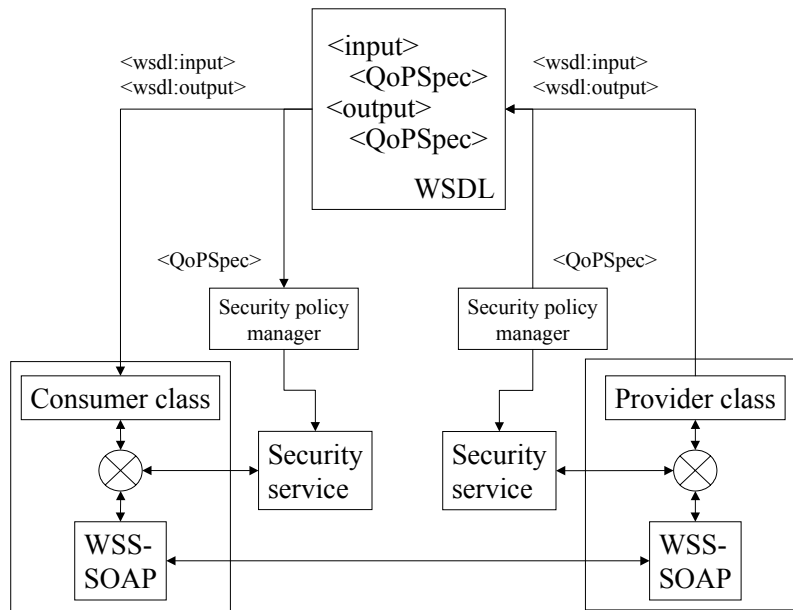 <wsdl:input>
<wsdl:output>
<input>
<QoPSpec>
<output>
<QoPSpec>
WSDL
<wsdl:input>
<wsdl:output>
<QoPSpec>
<QoPSpec>
Security policy
manager
Security policy
manager
Consumer class
Provider class
Security
service
Security
service
WSS-
SOAP
WSS-
SOAP